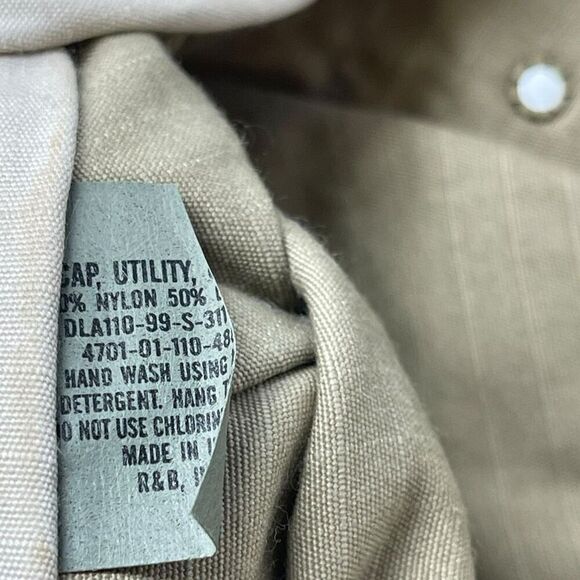 CAP, UTILITY,
0% NYLON 50%
DLA110-99-S-311
4701-01-110-48
HAND WASH USING
DETERGENT. HANG
O NOT USE CHLORIN
MADE IN
R&B,